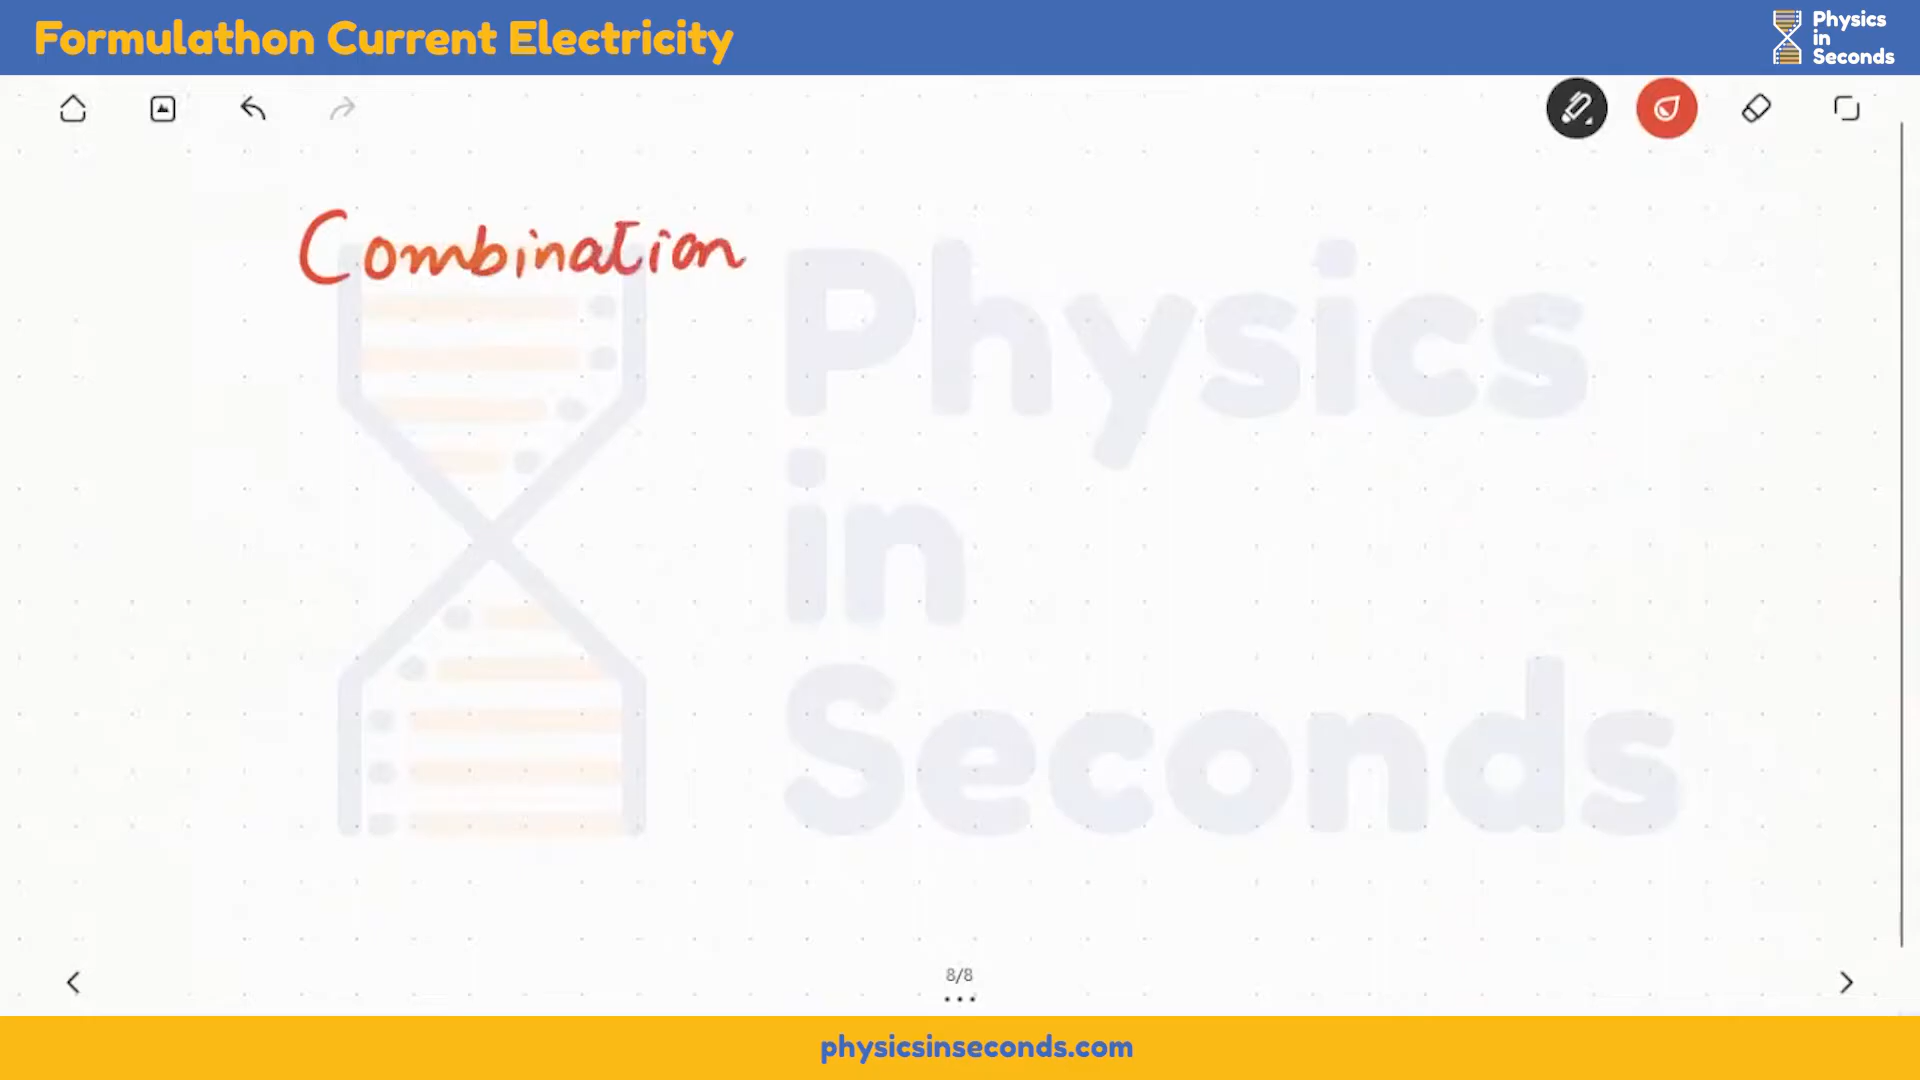 Formulathon Current Electricity
Physics
in
Seconds
Combination
Physics
in
Seconds
8/8
physicsinseconds.com